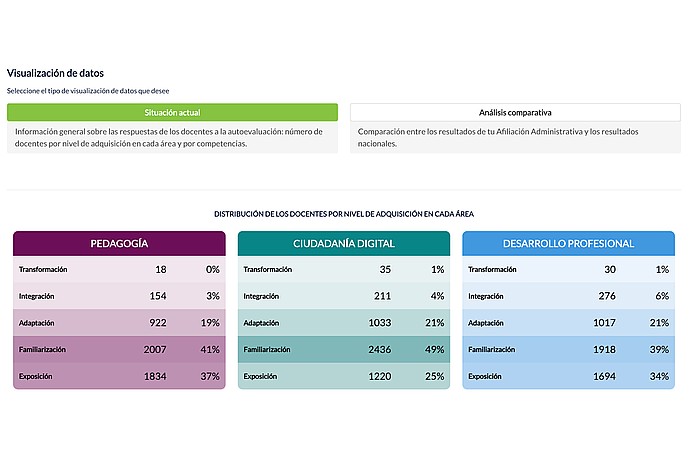 Visualización de datos
Seleccione el tipo de visualización de datos que desee
Situación actual
Información general sobre las respuestas de los docentes a la autoevaluación: número de
docentes por nivel de adquisición en cada área y por competencias.
Análisis comparativa
Comparación entre los resultados de tu Afiliación Administrativa y los resultados
nacionales.
DISTRIBUCIÓN DE LOS DOCENTES POR NIVEL DE ADQUISICIÓN EN CADA ÁREA
PEDAGOGÍA
Transformación 18 0%
Integración 154 3%
Adaptación 922 19%
Familiarización 2007 41%
Exposición 1834 37%
CIUDADANÍA DIGITAL
Transformación 35 1%
Integración 211 4%
Adaptación 1033 21%
Familiarización 2436 49%
Exposición 1220 25%
DESARROLLO PROFESIONAL
Transformación 30 1%
Integración 276 6%
Adaptación 1017 21%
Familiarización 1918 39%
Exposición 1694 34%